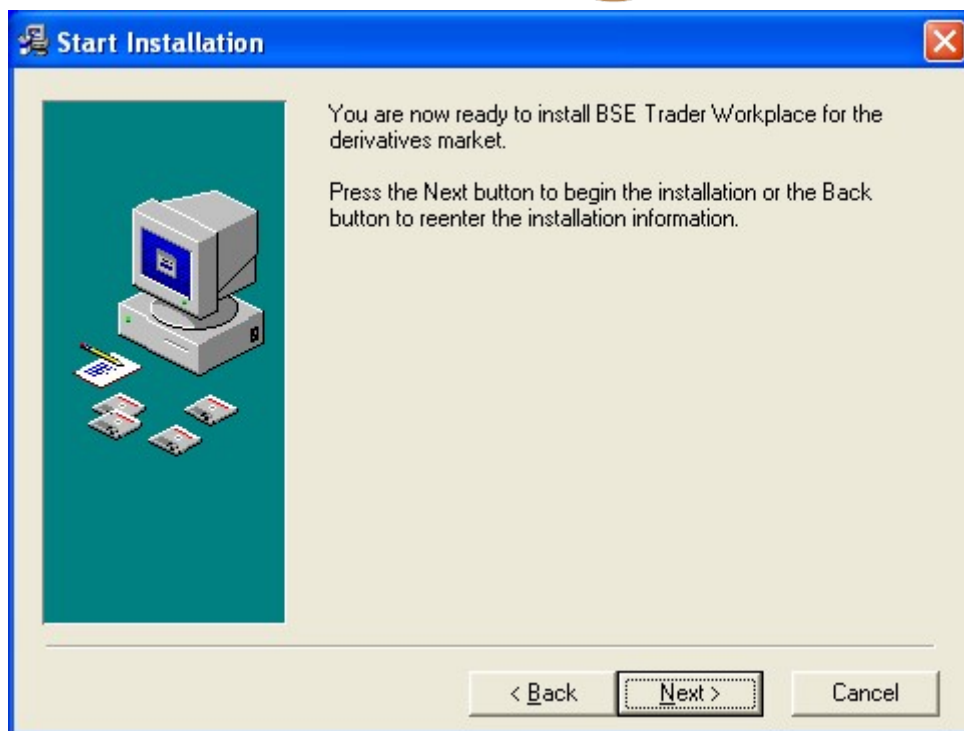 Start Installation
You are now ready to install BSE Trader Workplace for the
derivatives market.
Press the Next button to begin the installation or the Back
button to reenter the installation information.
< Back
Next >
Cancel